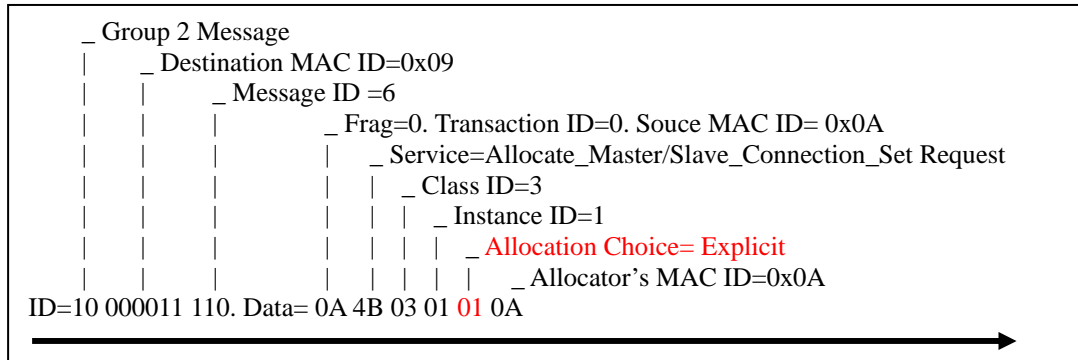 _ Group 2 Message
| _ Destination MAC ID=0x09
| | _ Message ID =6
| | | _ Frag=0. Transaction ID=0. Souce MAC ID= 0x0A
| | | | _ Service=Allocate_Master/Slave_Connection_Set Request
| | | | | _ Class ID=3
| | | | | | _ Instance ID=1
| | | | | | | _ Allocation Choice= Explicit
| | | | | | | | _ Allocator's MAC ID=0x0A
ID=10 000011 110. Data= 0A 4B 03 01 01 0A